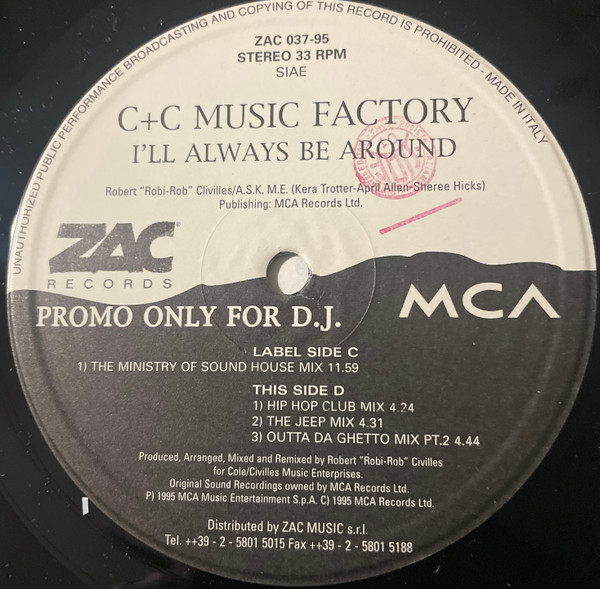 UNAUTHORIZED PUBLIC PERFORMANCE BROADCASTING AND COPYING OF THIS RECORD IS PROHIBITED - MADE IN ITALY
ZAC 037-95
STEREO 33 RPM
SIAE
C+C MUSIC FACTORY
I'LL ALWAYS BE AROUND
Robert "Robi-Rob" Clivilles/A.S.K. M.E. (Kera Trotter-April Allen-Sheree Hicks)
Publishing: MCA Records Ltd.
ZAC
RECORDS
MCA
PROMO ONLY FOR D.J.
LABEL SIDE C
1) THE MINISTRY OF SOUND HOUSE MIX 11.59
THIS SIDE D
1) HIP HOP CLUB MIX 4.24
2) THE JEEP MIX 4.31
3) OUTTA DA GHETTO MIX PT.2 4.44
Produced, Arranged, Mixed and Remixed by Robert "Robi-Rob" Civilles
for Cole/Civilles Music Enterprises.
Original Sound Recordings owned by MCA Records Ltd.
P) 1995 MCA Music Entertainment S.p.A. C) 1995 MCA Records Ltd.
Distributed by ZAC MUSIC s.r.l.
Tel. ++39 - 2 - 5801 5015 Fax ++39 - 2 - 5801 5188